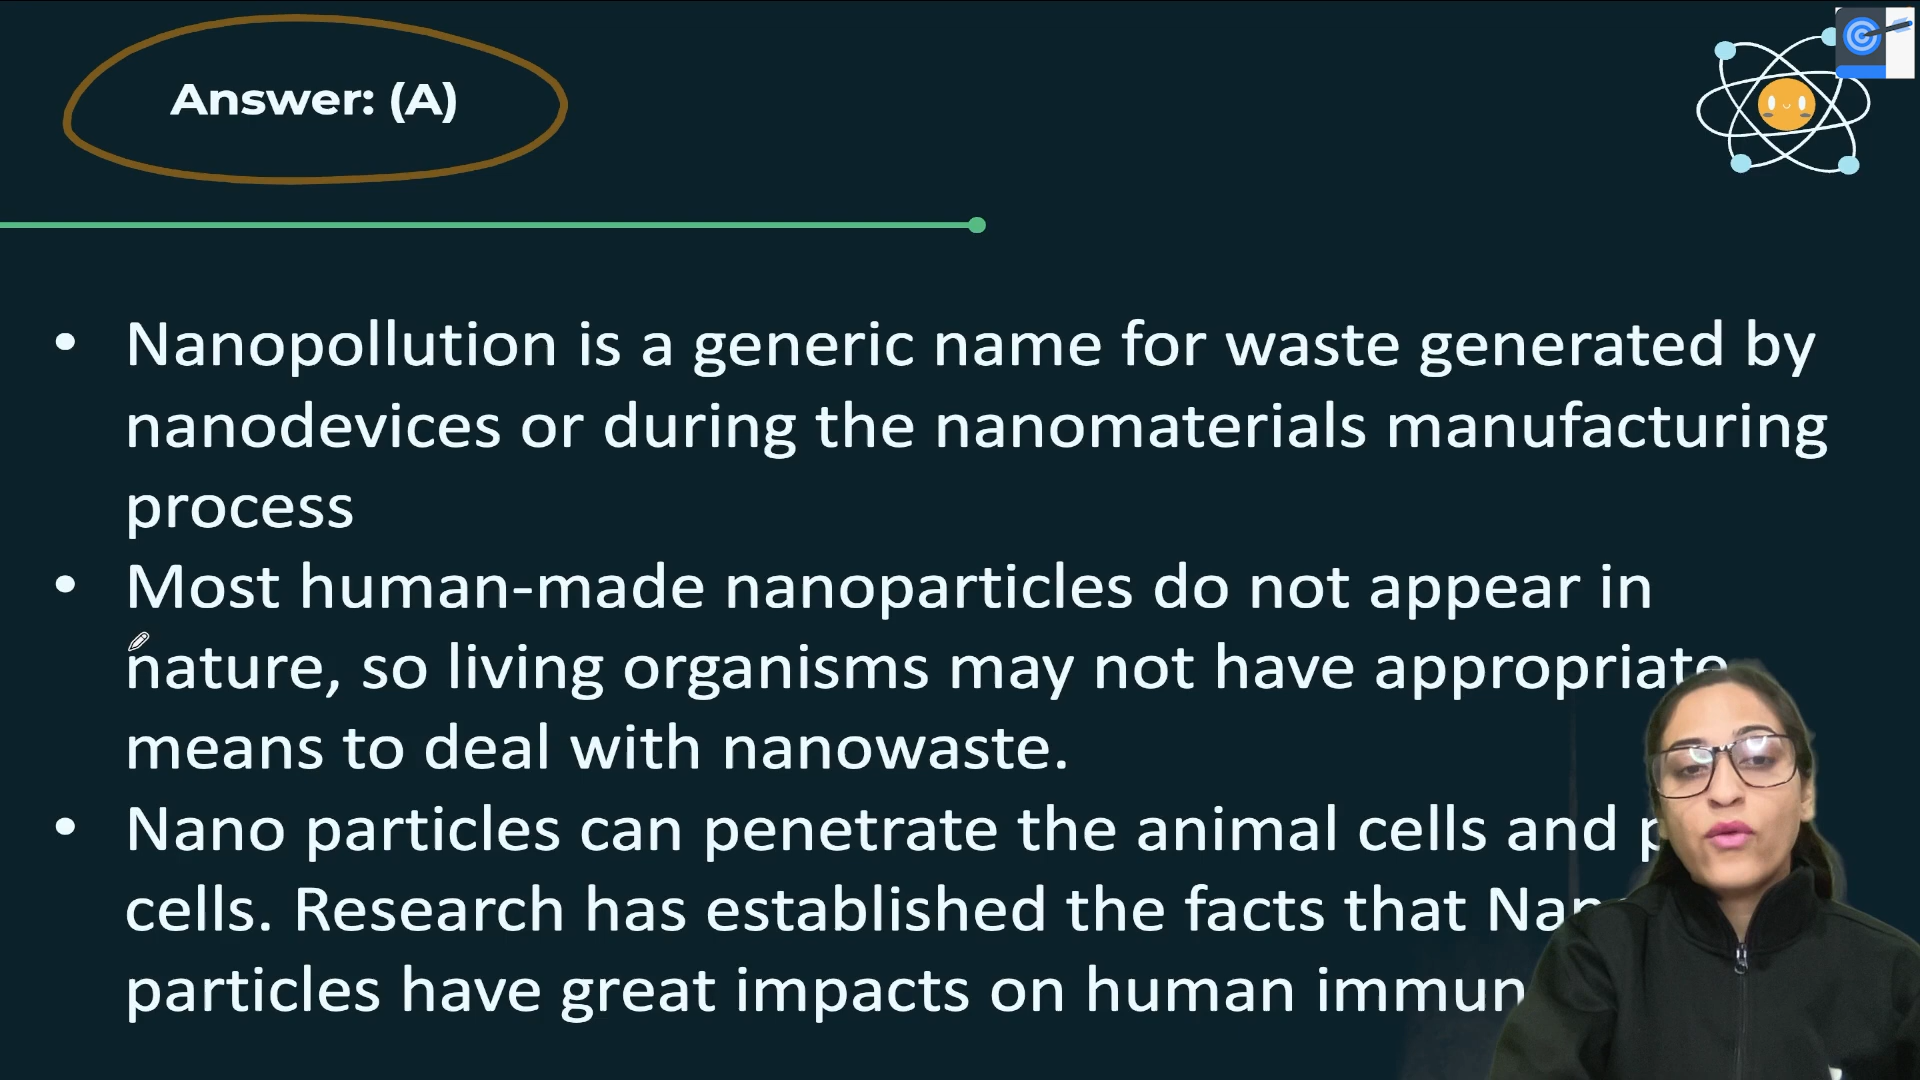 Answer: (A)
• Nanopollution is a generic name for waste generated by
nanodevices or during the nanomaterials manufacturing
process
• Most human-made nanoparticles do not appear in
nature, so living organisms may not have appropriate
means to deal with nanowaste.
• Nano particles can penetrate the animal cells and
cells. Research has established the facts that
particles have great impacts on human